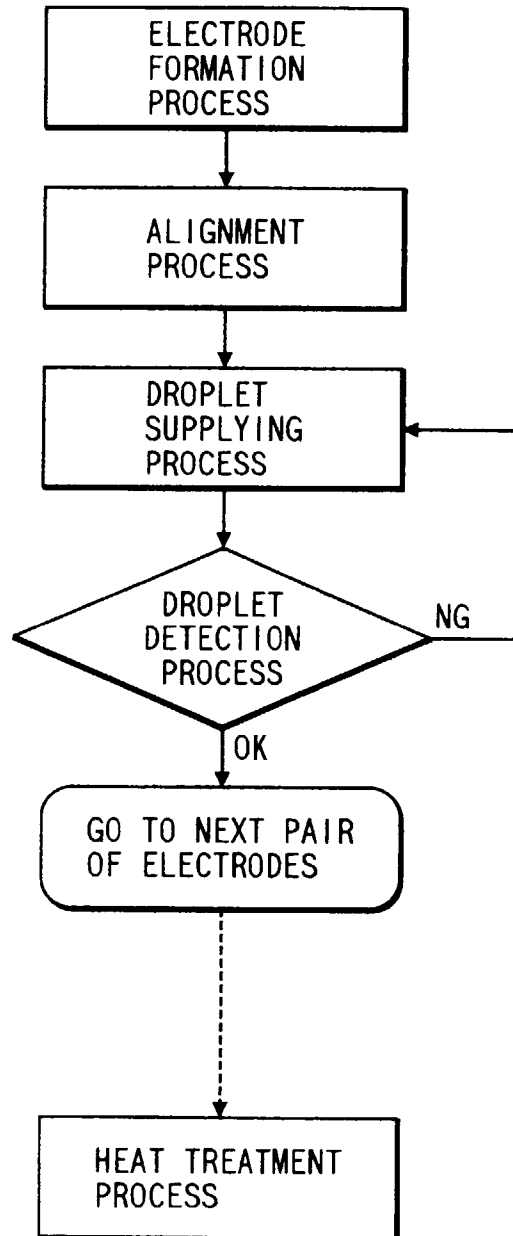 ELECTRODE
FORMATION
PROCESS
ALIGNMENT
PROCESS
DROPLET
SUPPLYING
PROCESS
DROPLET
DETECTION
PROCESS
NG
OK
GO TO NEXT PAIR
OF ELECTRODES
HEAT TREATMENT
PROCESS